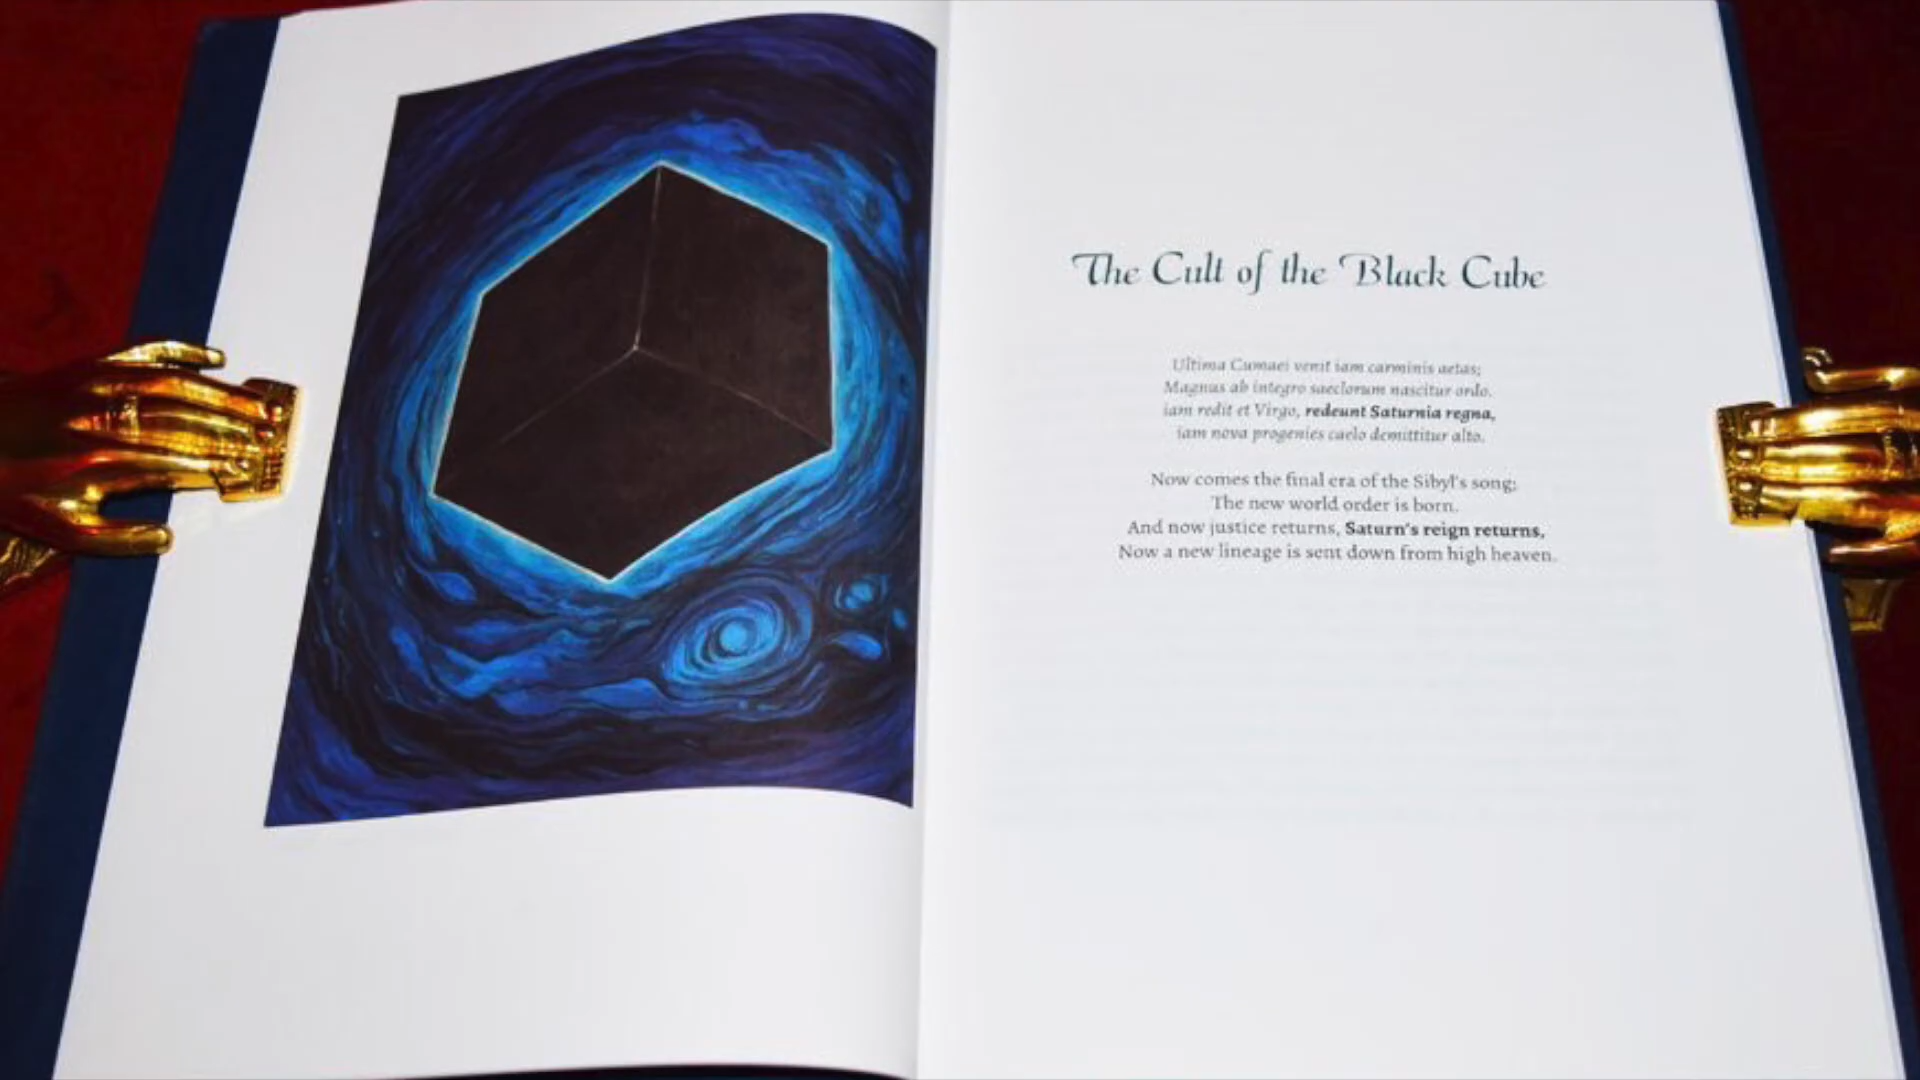 The Cult of the Black Cube
Ultima Cumaei venit iam carminis aetas;
Magnus ab integro saeclorum nascitur ordo.
iam redit et Virgo, redeunt Saturnia regna,
iam nova progenies caelo demittitur alto.
Now comes the final era of the Sibyl's song;
The new world order is born.
And now justice returns, Saturn's reign returns,
Now a new lineage is sent down from high heaven.